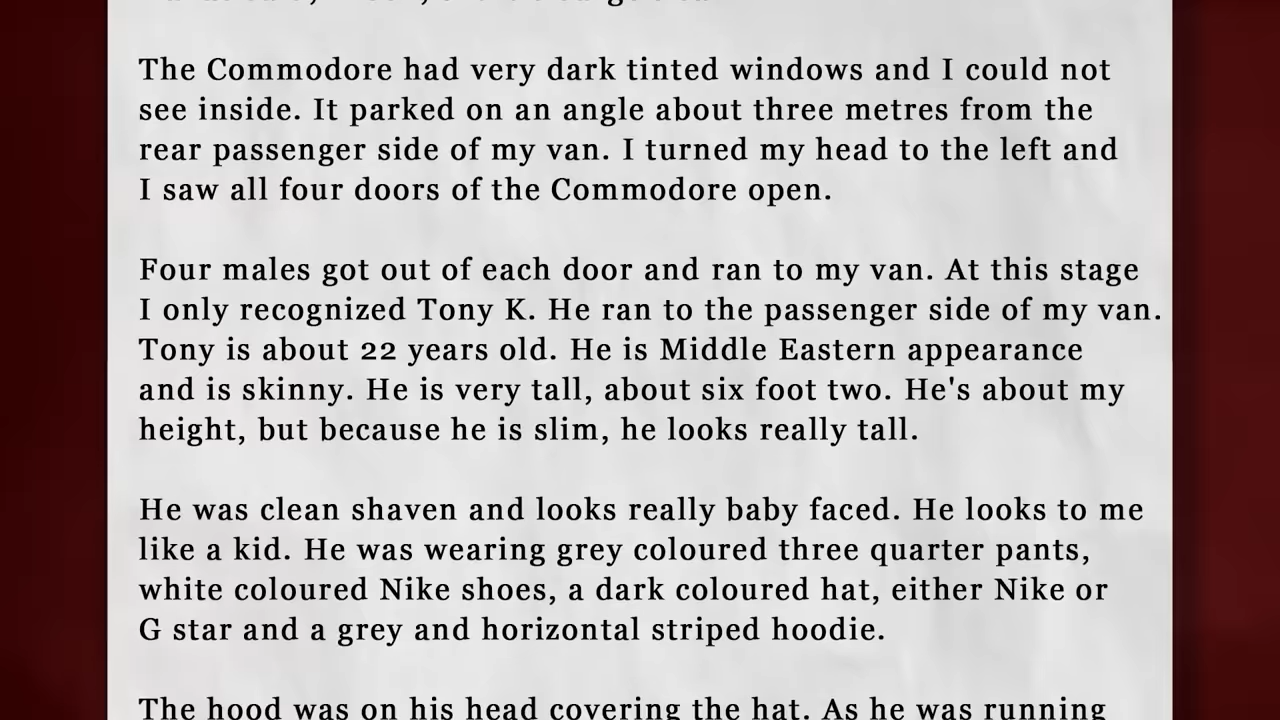 The Commodore had very dark tinted windows and I could not
see inside. It parked on an angle about three metres from the
rear passenger side of my van. I turned my head to the left and
I saw all four doors of the Commodore open.
Four males got out of each door and ran to my van. At this stage
I only recognized Tony K. He ran to the passenger side of my van.
Tony is about 22 years old. He is Middle Eastern appearance
and is skinny. He is very tall, about six foot two. He's about my
height, but because he is slim, he looks really tall.
He was clean shaven and looks really baby faced. He looks to me
like a kid. He was wearing grey coloured three quarter pants,
white coloured Nike shoes, a dark coloured hat, either Nike or
G star and a grey and horizontal striped hoodie.
The hood was on his head covering the hat. As he was running